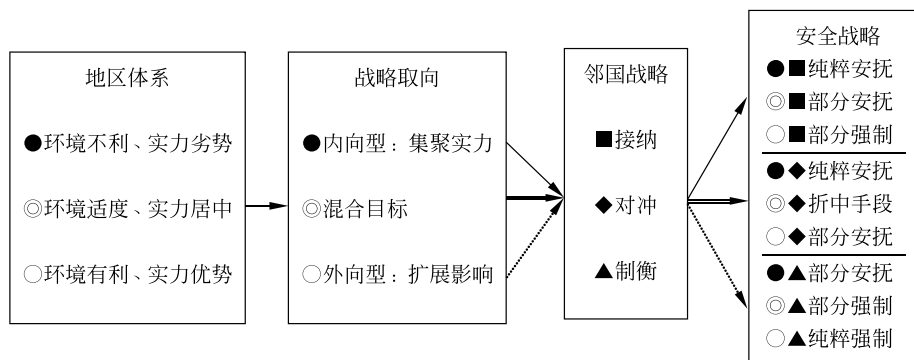 地区体系
●环境不利、实力劣势
◎环境适度、实力居中
○环境有利、实力优势
战略取向
●内向型：集聚实力
◎混合目标
○外向型：扩展影响
邻国战略
■接纳
◆对冲
▲制衡
安全战略
●■纯粹安抚
◎■部分安抚
○■部分强制
●◆纯粹安抚
◎◆折中手段
○◆部分安抚
●▲部分安抚
◎▲部分强制
○▲纯粹强制